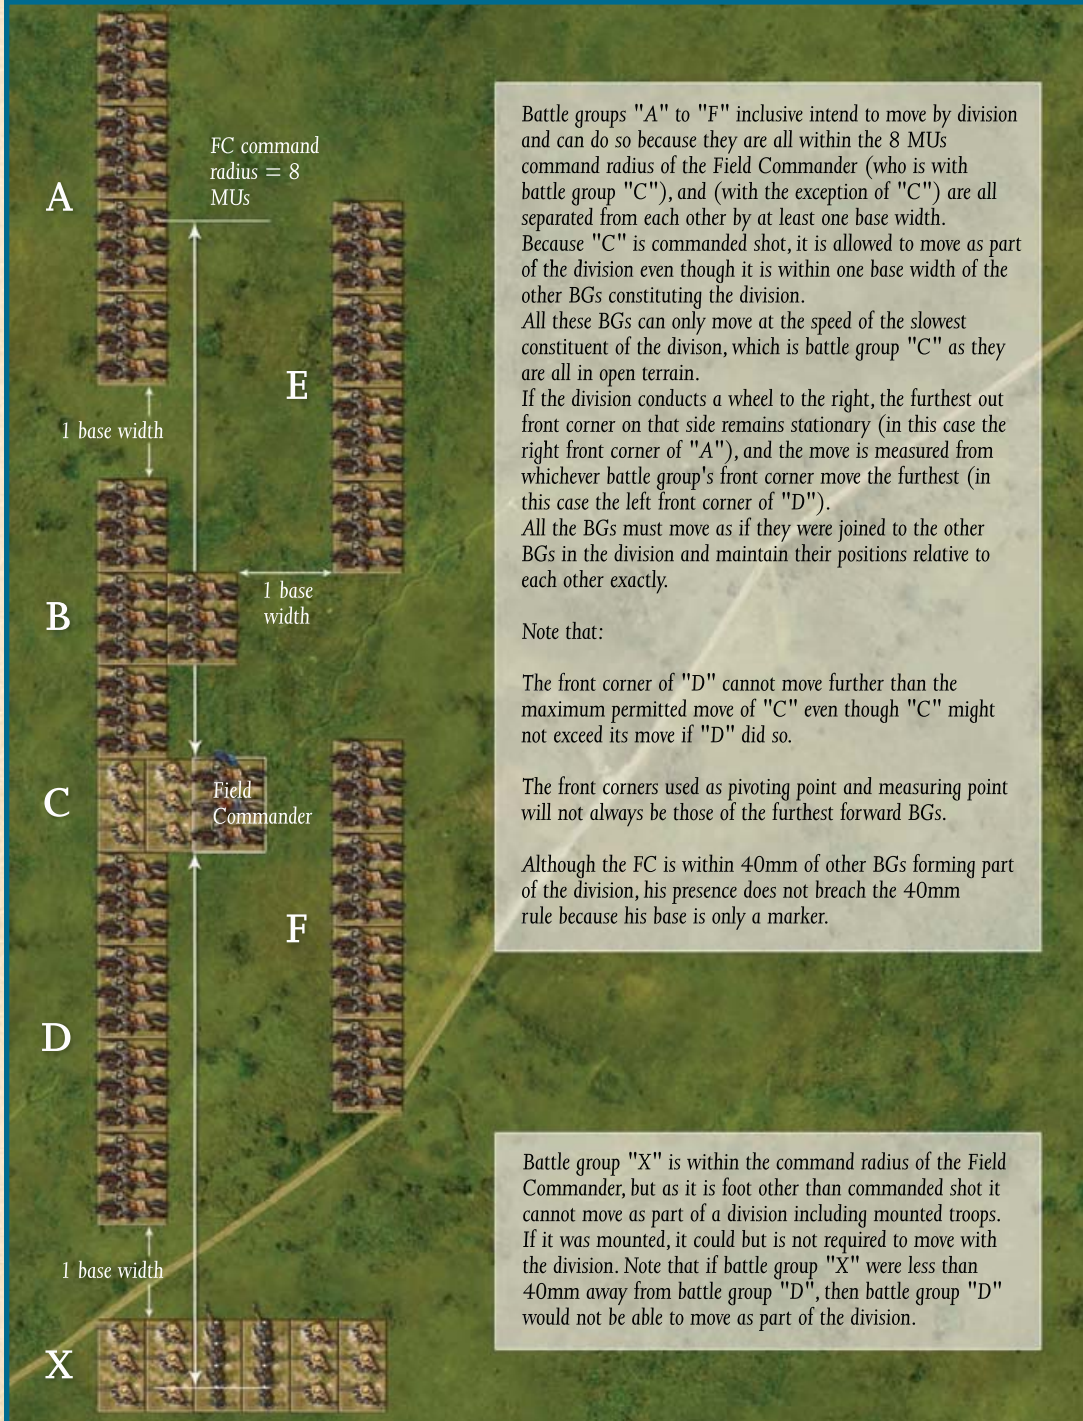 FC command
radius = 8
MUs
A
E
1 base width
1 base
width
B
C
Field
Commander
F
D
1 base width
X
Battle groups "A" to "F" inclusive intend to move by division
and can do so because they are all within the 8 MUs
command radius of the Field Commander (who is with
battle group "C"), and (with the exception of "C") are all
separated from each other by at least one base width.
Because "C" is commanded shot, it is allowed to move as part
of the division even though it is within one base width of the
other BGs constituting the division.
All these BGs can only move at the speed of the slowest
constituent of the divison, which is battle group "C" as they
are all in open terrain.
If the division conducts a wheel to the right, the furthest out
front corner on that side remains stationary (in this case the
right front corner of "A"), and the move is measured from
whichever battle group's front corner move the furthest (in
this case the left front corner of "D").
All the BGs must move as if they were joined to the other
BGs in the division and maintain their positions relative to
each other exactly.
Note that:
The front corner of "D" cannot move further than the
maximum permitted move of "C" even though "C" might
not exceed its move if "D" did so.
The front corners used as pivoting point and measuring point
will not always be those of the furthest forward BGs.
Although the FC is within 40mm of other BGs forming part
of the division, his presence does not breach the 40mm
rule because his base is only a marker.
Battle group "X" is within the command radius of the Field
Commander, but as it is foot other than commanded shot it
cannot move as part of a division including mounted troops.
If it was mounted, it could but is not required to move with
the division. Note that if battle group "X" were less than
40mm away from battle group "D", then battle group "D"
would not be able to move as part of the division.